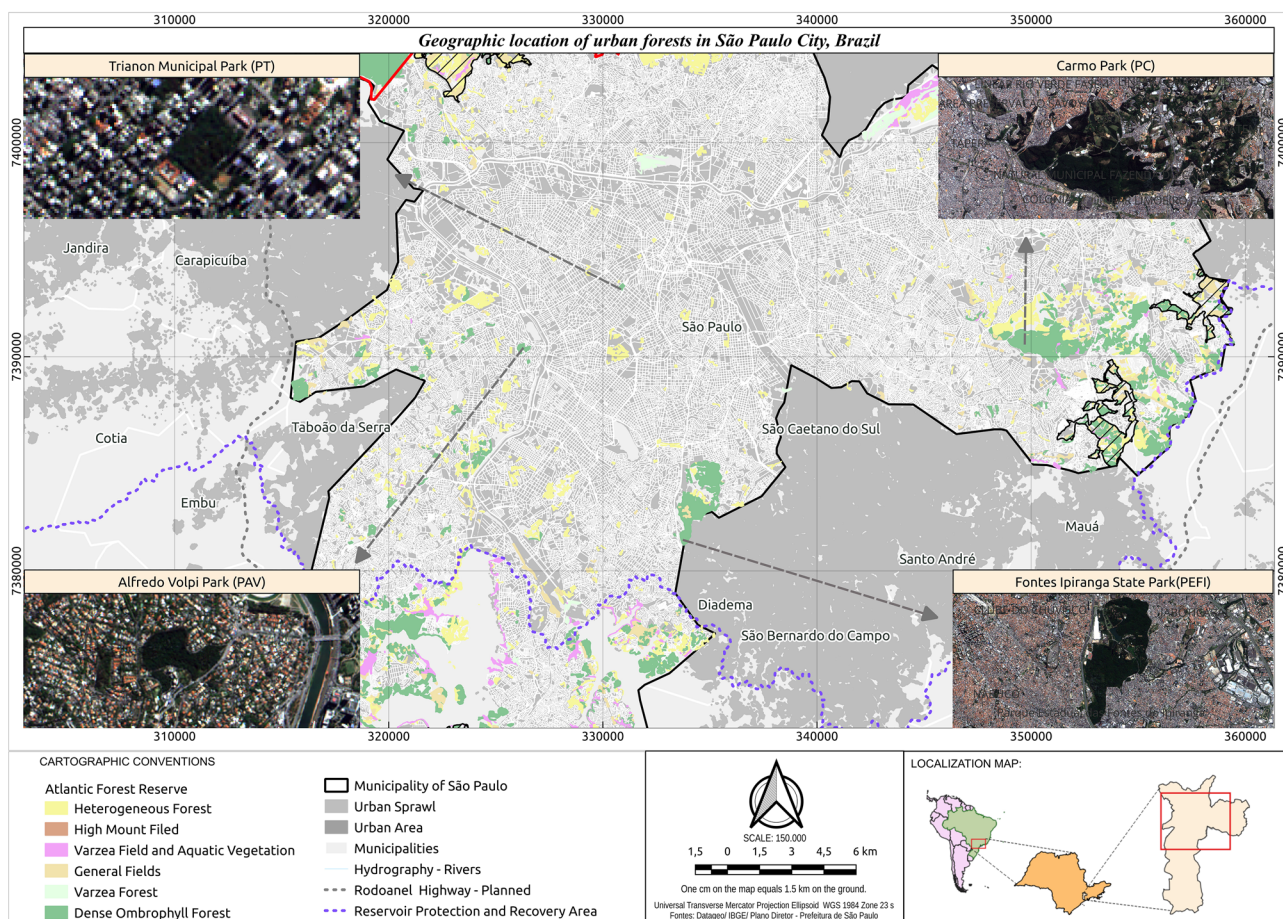 310000 320000 330000 340000 350000 360000
Geographic location of urban forests in São Paulo City, Brazil
Trianon Municipal Park (PT)
Carmo Park (PC)
7400000
7400000
COLONIA
Jandira
Carapicuíba
São Paulo
7390000
7390000
Taboão da Serra
São Caetano do Sul
Cotia
Embu
Mauá
Santo André
7380000
7380000
Diadema
São Bernardo do Campo
Alfredo Volpi Park (PAV)
Fontes Ipiranga State Park(PEFI)
310000 320000 330000 340000 350000 360000
CARTOGRAPHIC CONVENTIONS
Atlantic Forest Reserve
Heterogeneous Forest
High Mount Filed
Varzea Field and Aquatic Vegetation
General Fields
Varzea Forest
Dense Ombrophyll Forest
Municipality of São Paulo
Urban Sprawl
Urban Area
Municipalities
Hydrography - Rivers
Rodoanel Highway - Planned
Reservoir Protection and Recovery Area
SCALE: 150.000
1,5 0 1,5 3 4,5 6 km
One cm on the map equals 1.5 km on the ground.
Universal Transverse Mercator Projection Ellipsoid WGS 1984 Zone 23 s
Fontes: Datageo/ IBGE/ Plano Diretor - Prefeitura de São Paulo
LOCALIZATION MAP: